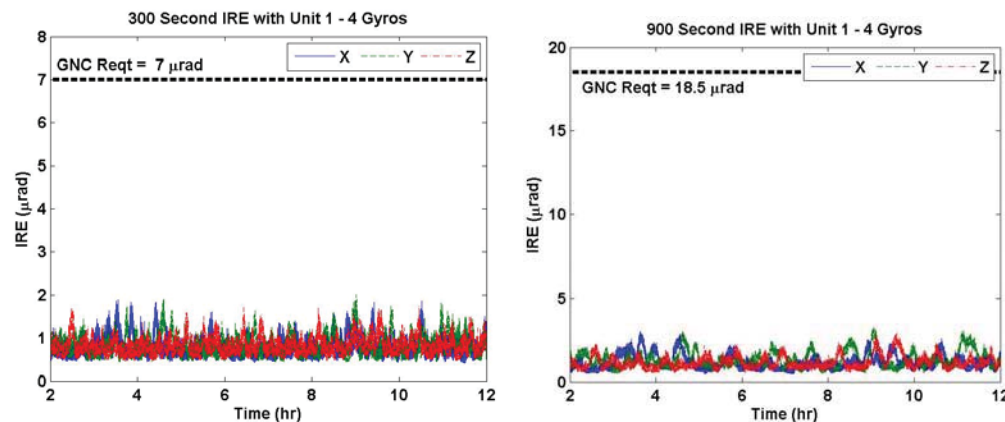 300 Second IRE with Unit 1 - 4 Gyros
8
7
6
5
4
3
2
1
0
IRE (µrad)
GNC Reqt = 7 µrad
X Y Z
2 4 6 8 10 12
Time (hr)
900 Second IRE with Unit 1 - 4 Gyros
20
15
10
5
0
IRE (µrad)
X Y Z
GNC Reqt = 18.5 µrad
2 4 6 8 10 12
Time (hr)